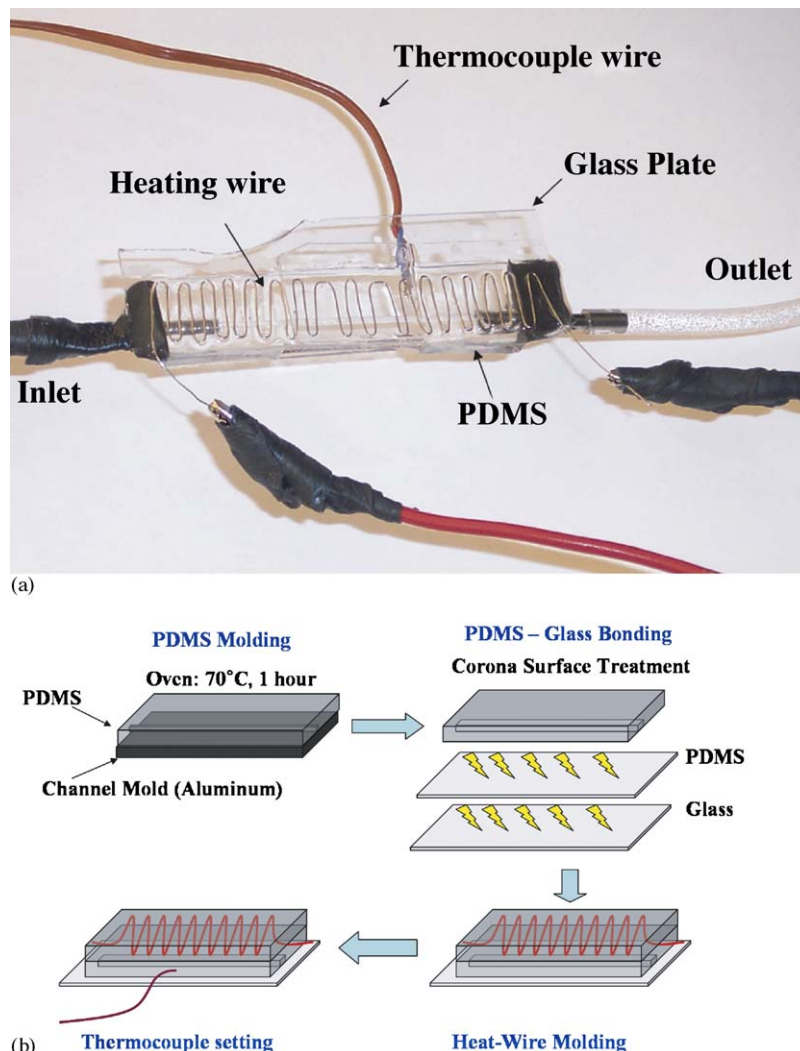 Thermocouple wire
Glass Plate
Heating wire
Outlet
Inlet
PDMS
(a)
PDMS Molding
PDMS – Glass Bonding
Oven: 70°C, 1 hour
Corona Surface Treatment
PDMS
Channel Mold (Aluminum)
PDMS
Glass
(b)
Thermocouple setting
Heat-Wire Molding